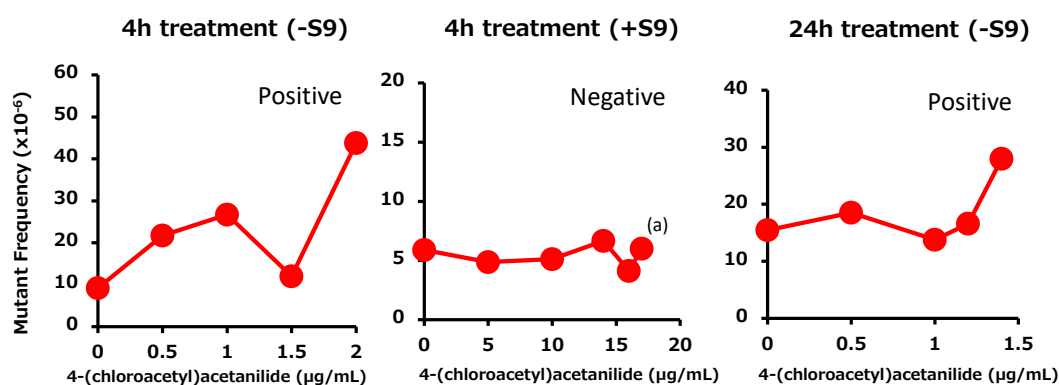 4h treatment (-S9)
Positive
Mutant Frequency (x10⁻⁶)
60
50
40
30
20
10
0
0 0.5 1 1.5 2
4-(chloroacetyl)acetanilide (µg/mL)
4h treatment (+S9)
Negative
(a)
20
15
10
5
0
0 5 10 15 20
4-(chloroacetyl)acetanilide (µg/mL)
24h treatment (-S9)
Positive
40
30
20
10
0
0 0.5 1 1.5
4-(chloroacetyl)acetanilide (µg/mL)